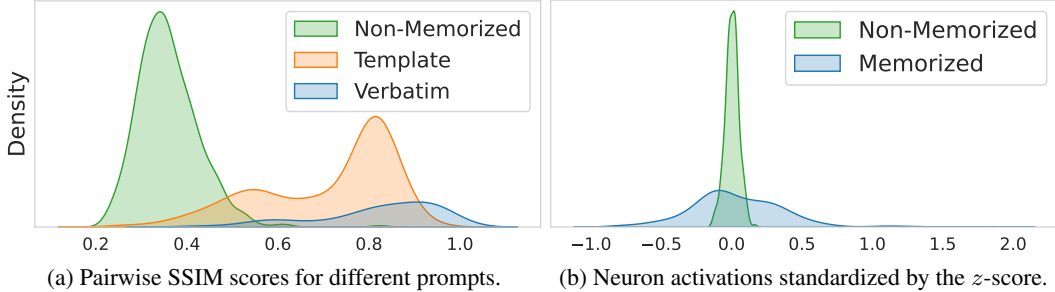 Density
Non-Memorized
Template
Verbatim
0.2 0.4 0.6 0.8 1.0
(a) Pairwise SSIM scores for different prompts.
Non-Memorized
Memorized
−1.0 −0.5 0.0 0.5 1.0 1.5 2.0
(b) Neuron activations standardized by the z-score.